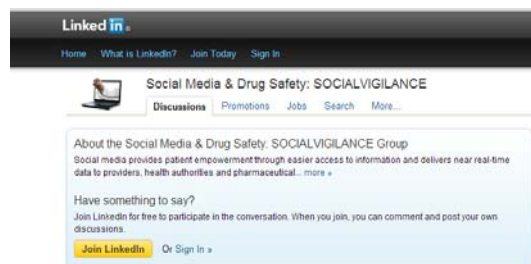 Linked in ®
Home What is LinkedIn? Join Today Sign In
Social Media & Drug Safety: SOCIALVIGILANCE
Discussions Promotions Jobs Search More...
About the Social Media & Drug Safety: SOCIALVIGILANCE Group
Social media provides patient empowerment through easier access to information and delivers near real-time
data to providers, health authorities and pharmaceutical... more »
Have something to say?
Join LinkedIn for free to participate in the conversation. When you join, you can comment and post your own
discussions.
Join LinkedIn Or Sign In »